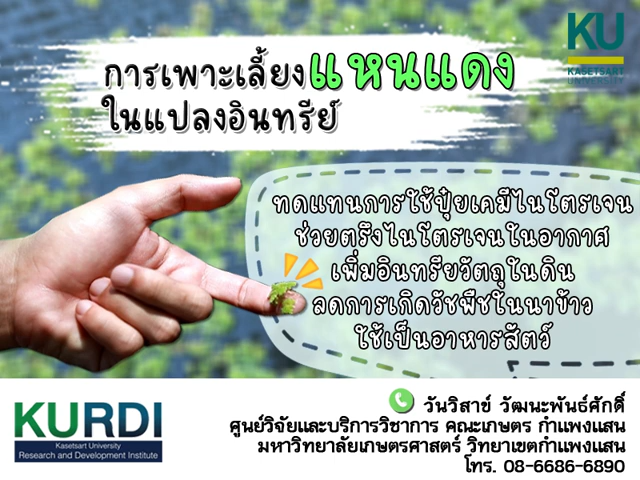 KU
KASETSART
UNIVERSITY
การเพาะเลี้ยงแหนแดง
ในแปลงอินทรีย์
ทดแทนการใช้ปุ๋ยเคมีไนโตรเจน
ช่วยตรึงไนโตรเจนในอากาศ
เพิ่มอินทรียวัตถุในดิน
ลดการเกิดวัชพืชในนาข้าว
ใช้เป็นอาหารสัตว์
KURDI
Kasetsart University
Research and Development Institute
วันวิสาข์ วัฒนะพันธ์ศักดิ์
ศูนย์วิจัยและบริการวิชาการ คณะเกษตร กำแพงแสน
มหาวิทยาลัยเกษตรศาสตร์ วิทยาเขตกำแพงแสน
โทร. 08-6686-6890